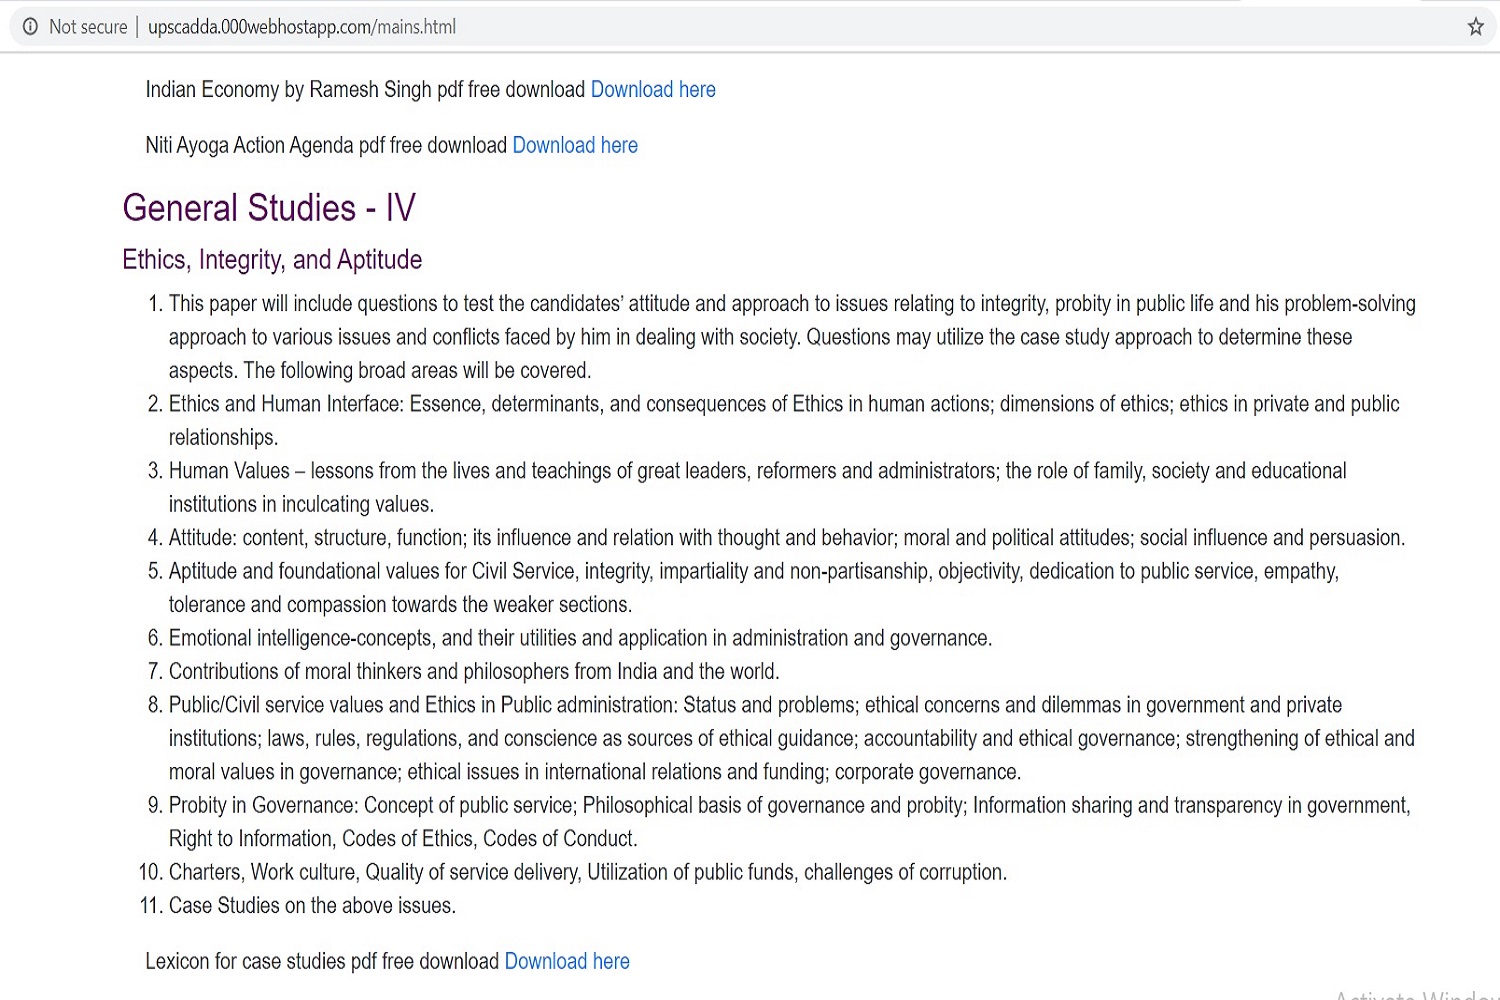 Not secure | upscadda.000webhostapp.com/mains.html
Indian Economy by Ramesh Singh pdf free download Download here
Niti Ayoga Action Agenda pdf free download Download here
General Studies - IV
Ethics, Integrity, and Aptitude
1. This paper will include questions to test the candidates’ attitude and approach to issues relating to integrity, probity in public life and his problem-solving
approach to various issues and conflicts faced by him in dealing with society. Questions may utilize the case study approach to determine these
aspects. The following broad areas will be covered.
2. Ethics and Human Interface: Essence, determinants, and consequences of Ethics in human actions; dimensions of ethics; ethics in private and public
relationships.
3. Human Values – lessons from the lives and teachings of great leaders, reformers and administrators; the role of family, society and educational
institutions in inculcating values.
4. Attitude: content, structure, function; its influence and relation with thought and behavior; moral and political attitudes; social influence and persuasion.
5. Aptitude and foundational values for Civil Service, integrity, impartiality and non-partisanship, objectivity, dedication to public service, empathy,
tolerance and compassion towards the weaker sections.
6. Emotional intelligence-concepts, and their utilities and application in administration and governance.
7. Contributions of moral thinkers and philosophers from India and the world.
8. Public/Civil service values and Ethics in Public administration: Status and problems; ethical concerns and dilemmas in government and private
institutions; laws, rules, regulations, and conscience as sources of ethical guidance; accountability and ethical governance; strengthening of ethical and
moral values in governance; ethical issues in international relations and funding; corporate governance.
9. Probity in Governance: Concept of public service; Philosophical basis of governance and probity; Information sharing and transparency in government,
Right to Information, Codes of Ethics, Codes of Conduct.
10. Charters, Work culture, Quality of service delivery, Utilization of public funds, challenges of corruption.
11. Case Studies on the above issues.
Lexicon for case studies pdf free download Download here